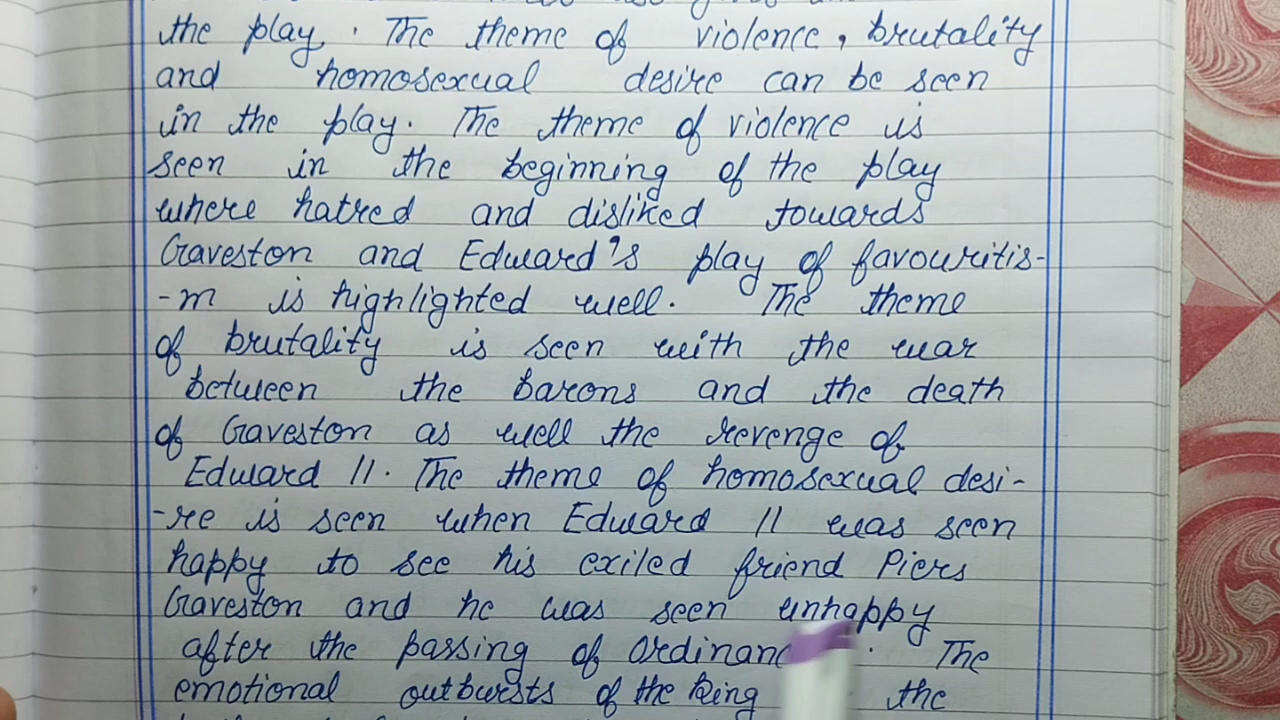 the play. The theme of violence, brutality
and homosexual desire can be seen
in the play. The theme of violence is
seen in the beginning of the play
where hatred and disliked towards
Gaveston and Edward's play of favouritis-
-m is highlighted well. The theme
of brutality is seen with the war
between the barons and the death
of Gaveston as well the revenge of
Edward II. The theme of homosexual desi-
-re is seen when Edward II was seen
happy to see his exiled friend Piers
Gaveston and he was seen unhappy
after the passing of The
emotional outbursts of the King the